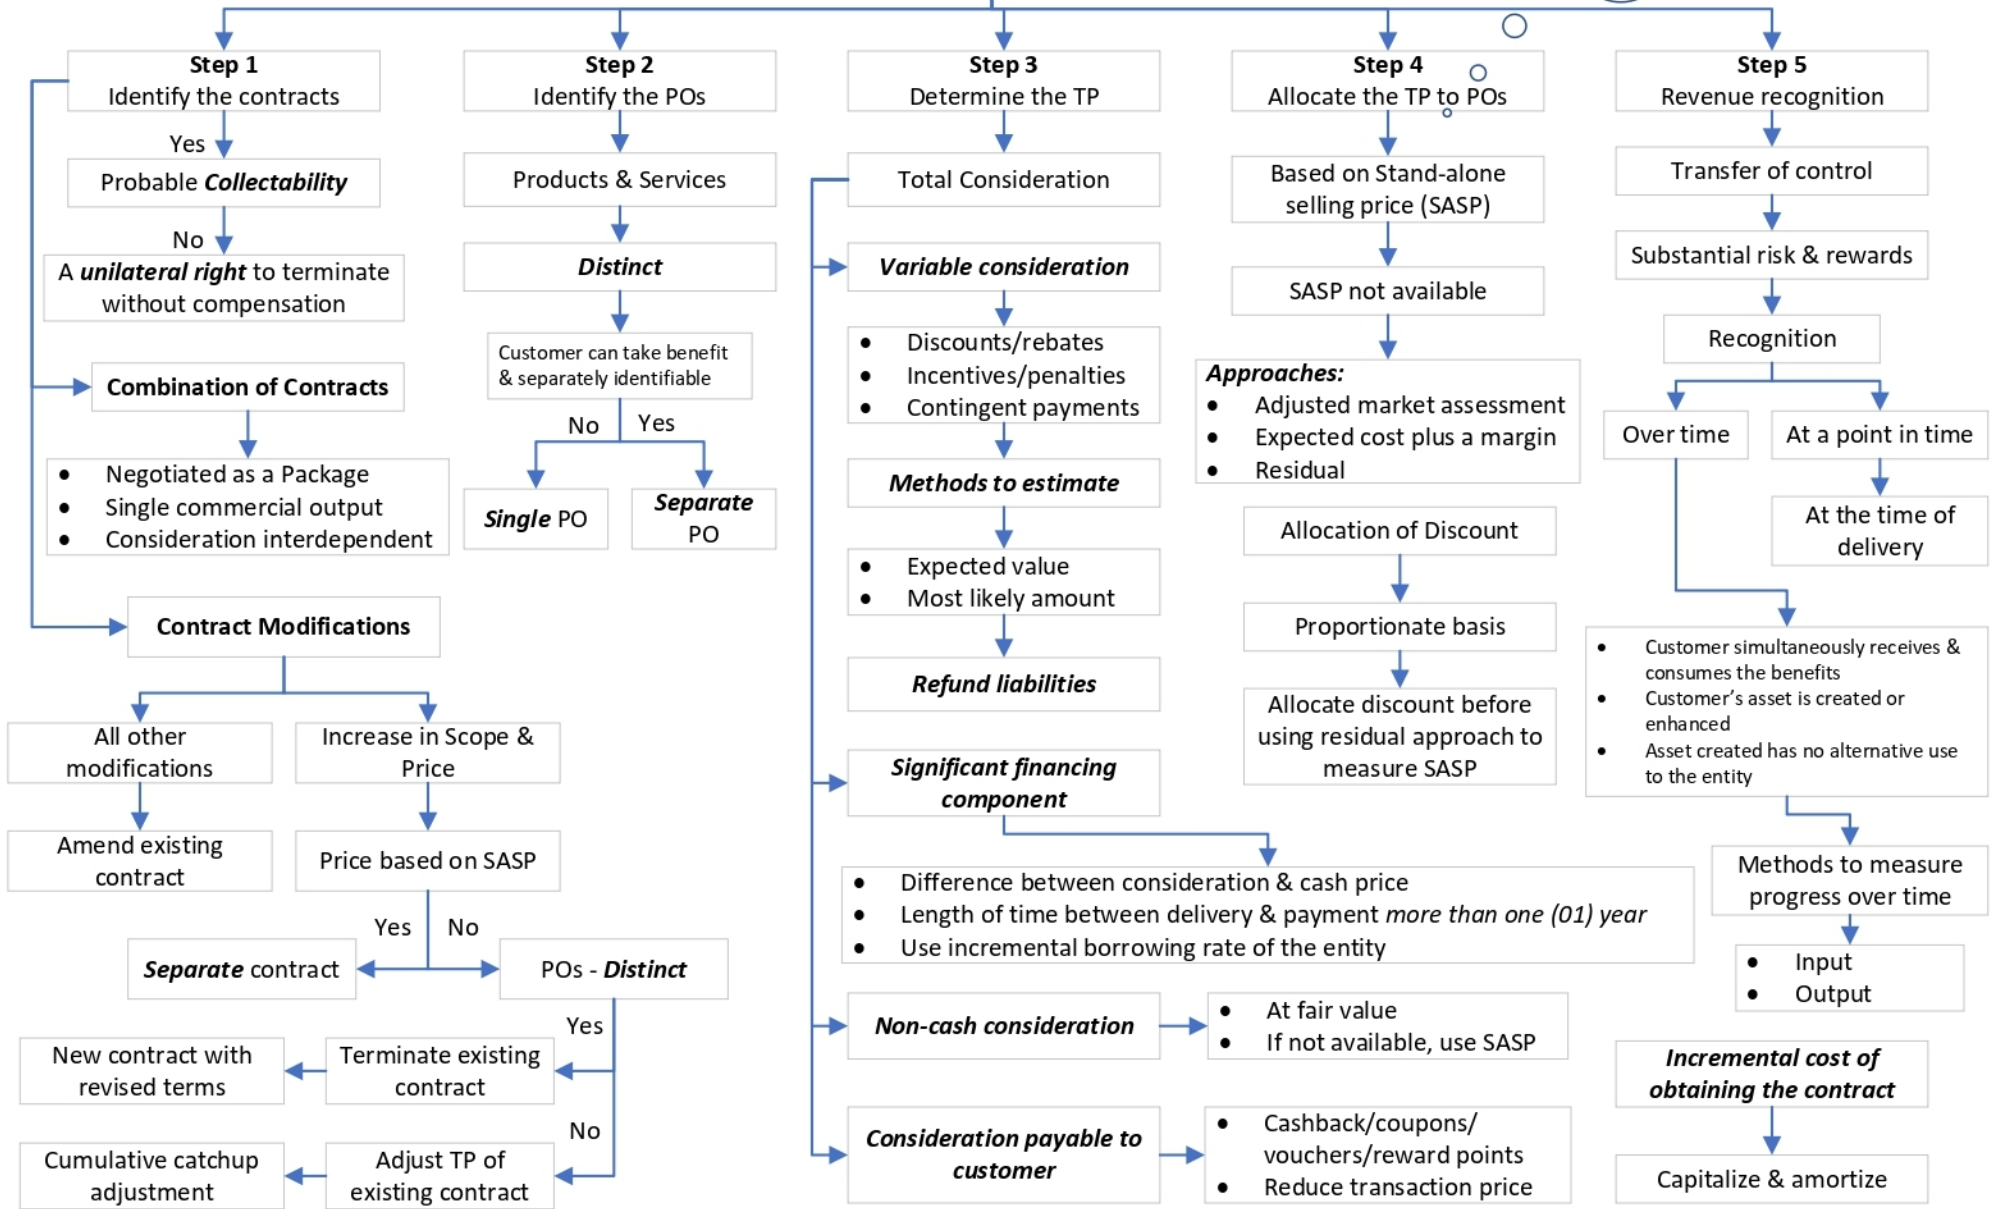 Step 1
Identify the contracts
Yes
Probable Collectability
No
A unilateral right to terminate
without compensation
Combination of Contracts
• Negotiated as a Package
• Single commercial output
• Consideration interdependent
Contract Modifications
All other
modifications
Amend existing
contract
Increase in Scope &
Price
Price based on SASP
Yes
No
Separate contract
POs - Distinct
Yes
Terminate existing
contract
New contract with
revised terms
No
Adjust TP of
existing contract
Cumulative catchup
adjustment
Step 2
Identify the POs
Products & Services
Distinct
Customer can take benefit
& separately identifiable
No
Yes
Single PO
Separate
PO
Step 3
Determine the TP
Total Consideration
Variable consideration
• Discounts/rebates
• Incentives/penalties
• Contingent payments
Methods to estimate
• Expected value
• Most likely amount
Refund liabilities
Significant financing
component
• Difference between consideration & cash price
• Length of time between delivery & payment more than one (01) year
• Use incremental borrowing rate of the entity
Non-cash consideration
• At fair value
• If not available, use SASP
Consideration payable to
customer
• Cashback/coupons/
vouchers/reward points
• Reduce transaction price
Step 4
Allocate the TP to POs
Based on Stand-alone
selling price (SASP)
SASP not available
Approaches:
• Adjusted market assessment
• Expected cost plus a margin
• Residual
Allocation of Discount
Proportionate basis
Allocate discount before
using residual approach to
measure SASP
Step 5
Revenue recognition
Transfer of control
Substantial risk & rewards
Recognition
Over time
At a point in time
At the time of
delivery
• Customer simultaneously receives &
consumes the benefits
• Customer’s asset is created or
enhanced
• Asset created has no alternative use
to the entity
Methods to measure
progress over time
• Input
• Output
Incremental cost of
obtaining the contract
Capitalize & amortize